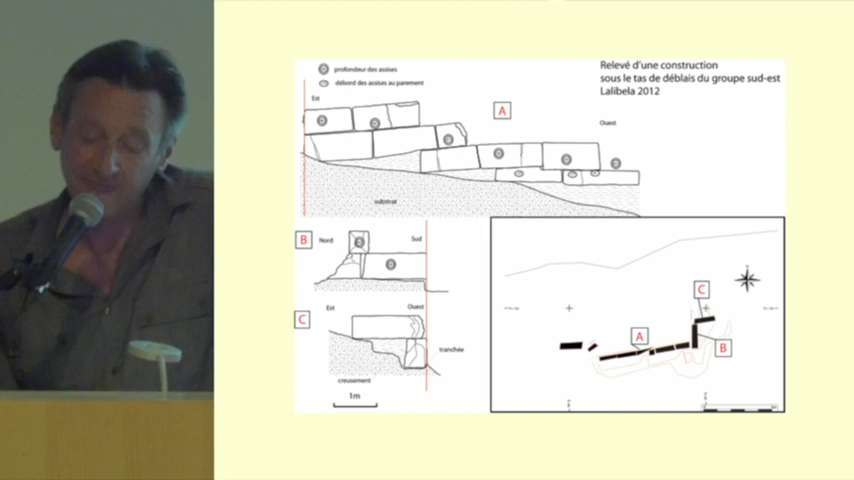 profondeur des assises
débord des assises au parement
Relevé d'une construction
sous le tas de déblais du groupe sud-est
Lalibela 2012
Est
A
Ouest
substrat
B
Nord
Sud
Est
Ouest
C
tranchée
creusement
1m
C
A
B